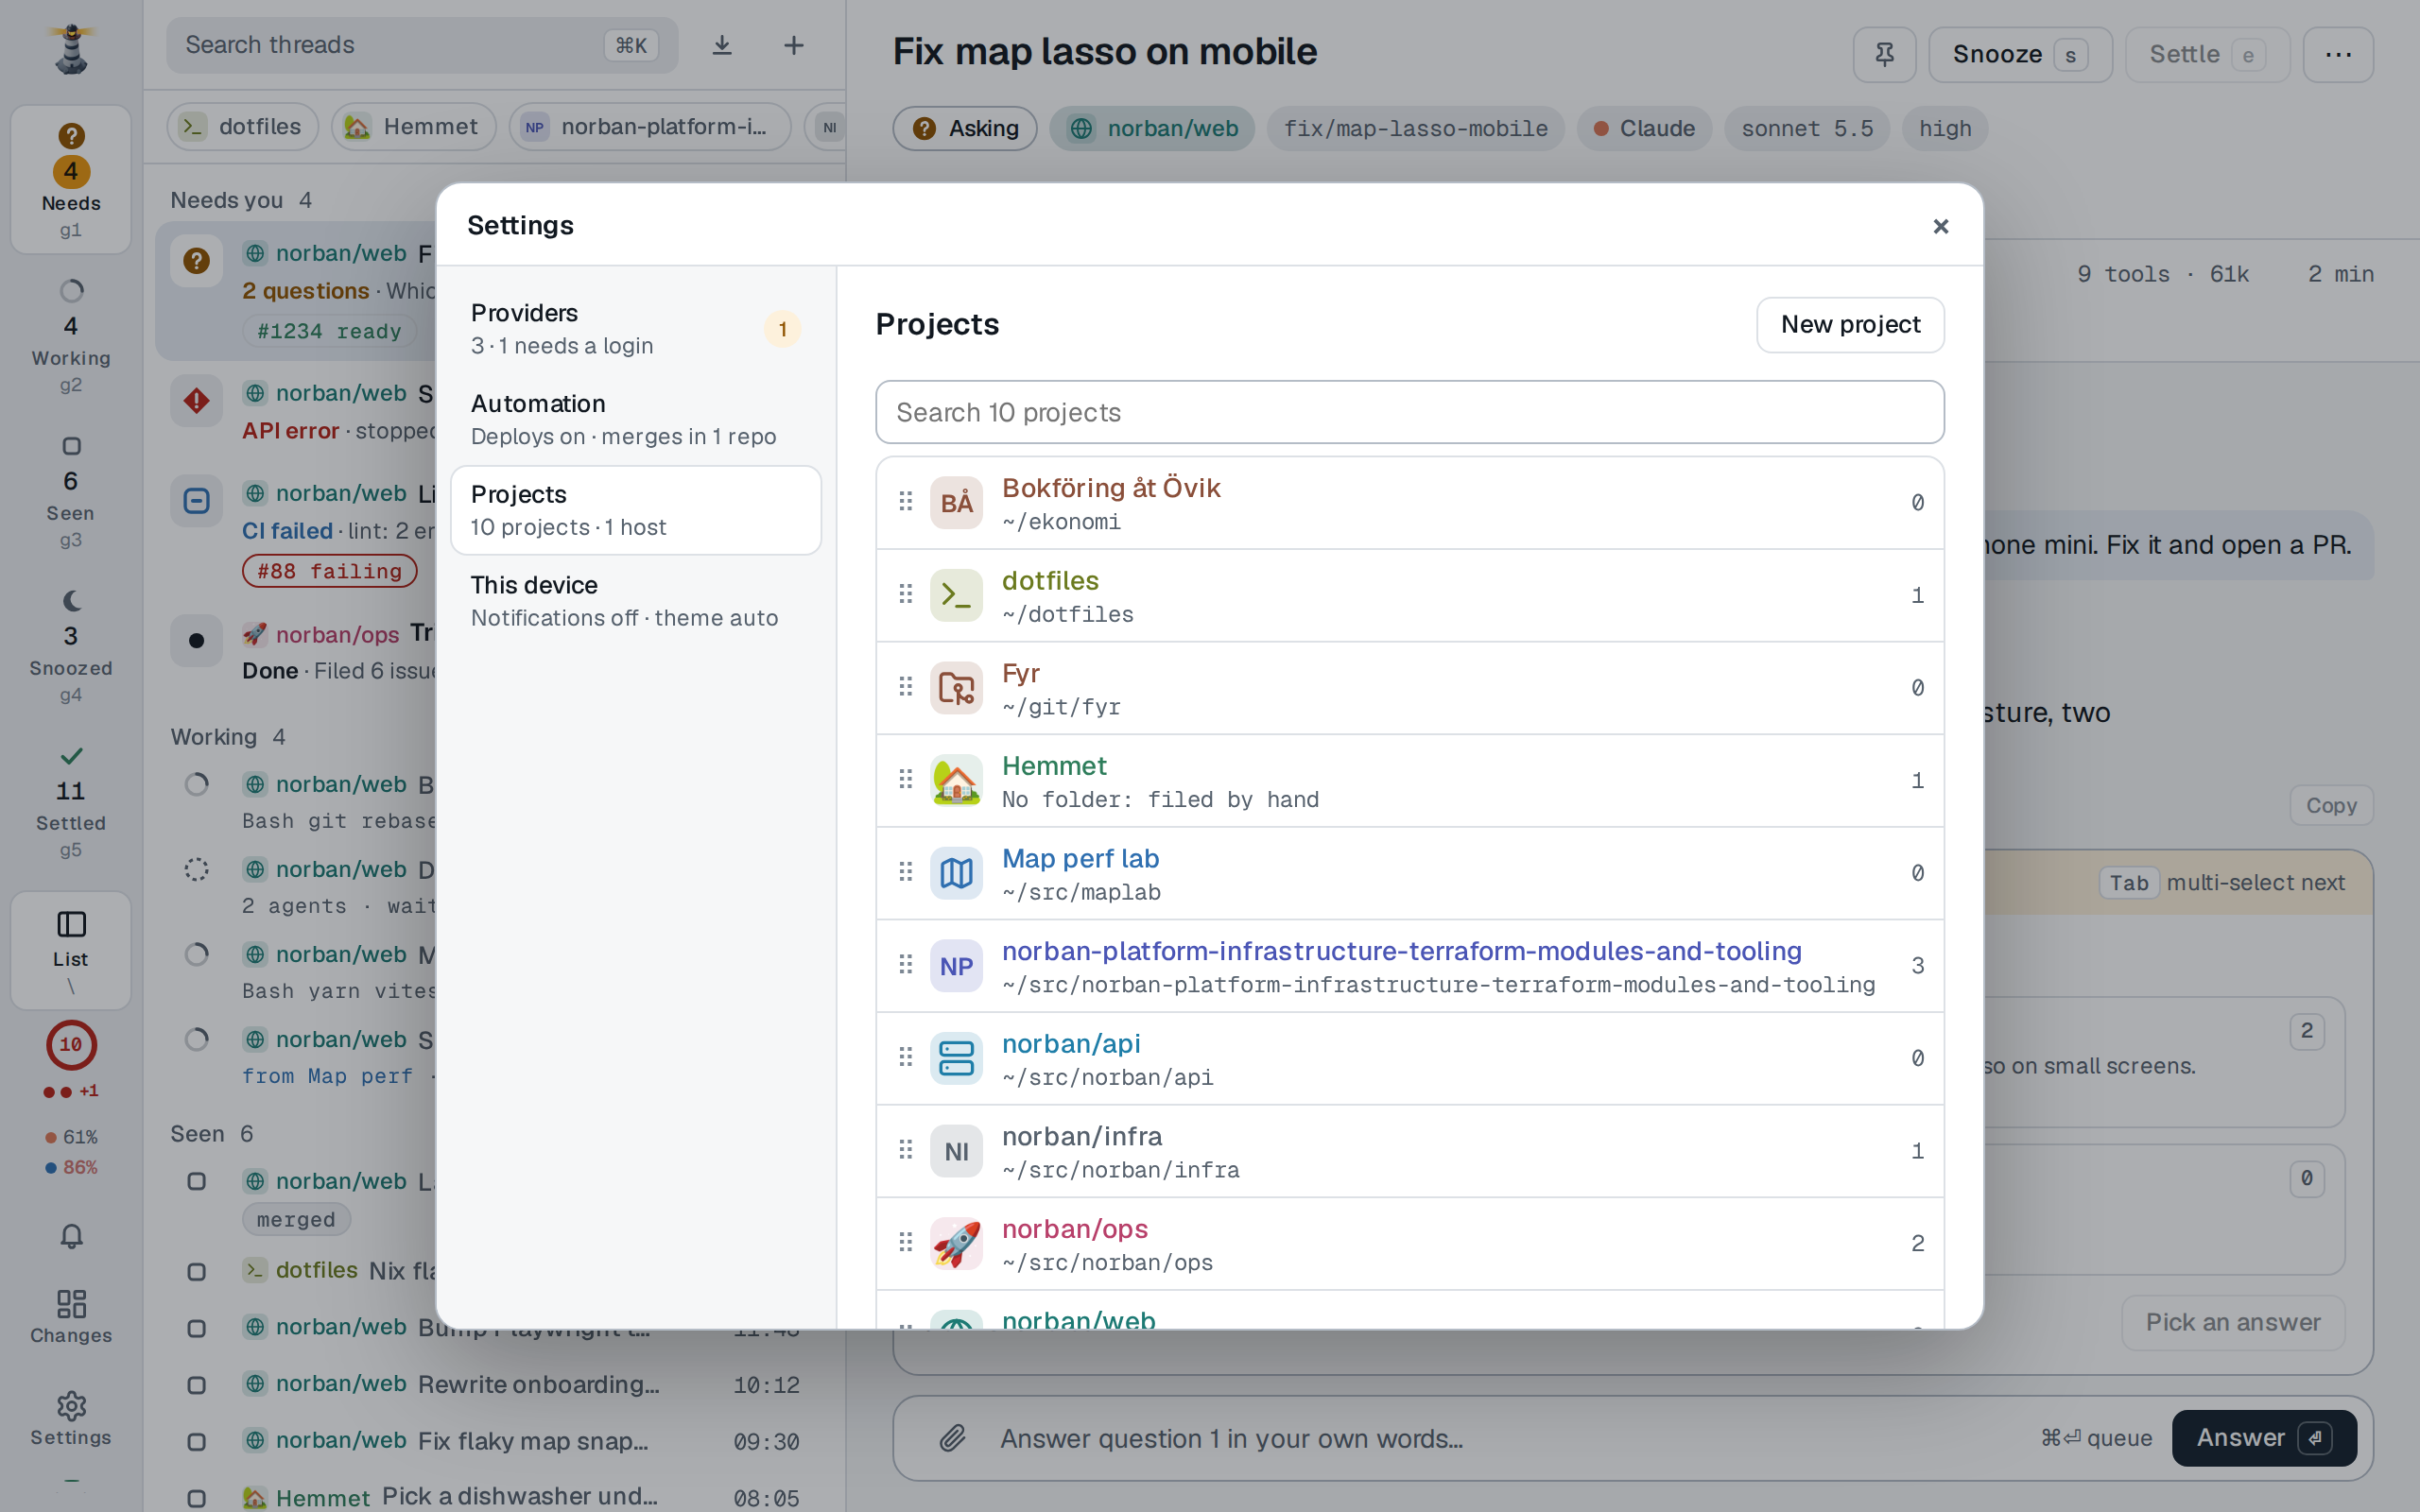 Search threads ⌘K
dotfiles Hemmet NP norban-platform-i... NI
Fix map lasso on mobile
Snooze s Settle e ...
Asking norban/web fix/map-lasso-mobile Claude sonnet 5.5 high
9 tools · 61k 2 min
4
Needs
g1
4
Working
g2
6
Seen
g3
3
Snoozed
g4
11
Settled
g5
List
\
10
+1
61%
86%
Changes
Settings
Needs you 4
norban/web F
2 questions · Whic
#1234 ready
norban/web S
API error · stopped
norban/web Li
CI failed · lint: 2 er
#88 failing
norban/ops Tr
Done · Filed 6 issue
Working 4
norban/web B
Bash git rebase
norban/web D
2 agents · wait
norban/web M
Bash yarn vites
norban/web S
from Map perf ·
Seen 6
norban/web L
merged
dotfiles Nix fla
norban/web
norban/web Rewrite onboarding... 10:12
norban/web Fix flaky map snap... 09:30
Hemmet Pick a dishwasher und... 08:05
Settings ×
Providers
3 · 1 needs a login
1
Automation
Deploys on · merges in 1 repo
Projects
10 projects · 1 host
This device
Notifications off · theme auto
Projects New project
Search 10 projects
BÅ Bokföring åt Övik 0
~/ekonomi
dotfiles 1
~/dotfiles
Fyr 0
~/git/fyr
Hemmet 1
No folder: filed by hand
Map perf lab 0
~/src/maplab
NP norban-platform-infrastructure-terraform-modules-and-tooling 3
~/src/norban-platform-infrastructure-terraform-modules-and-tooling
norban/api 0
~/src/norban/api
NI norban/infra 1
~/src/norban/infra
norban/ops 2
~/src/norban/ops
norban/web
none mini. Fix it and open a PR.
sture, two
Copy
Tab multi-select next
2
so on small screens.
0
Pick an answer
Answer question 1 in your own words... ⌘⏎ queue Answer ⏎